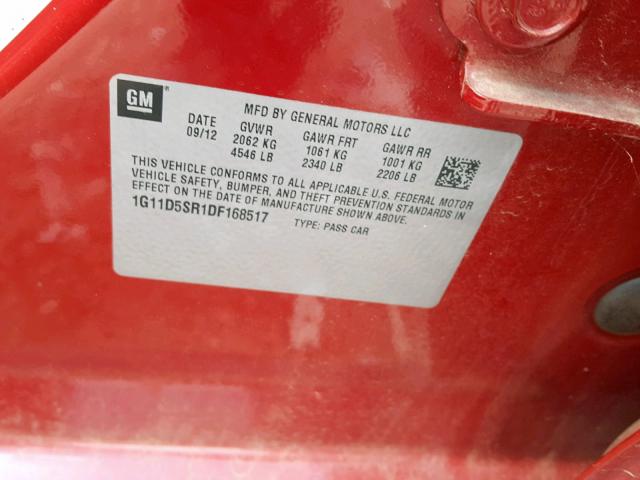 GM
MFD BY GENERAL MOTORS LLC
DATE GVWR GAWR FRT GAWR RR
09/12 2062 KG 1061 KG 1001 KG
4546 LB 2340 LB 2206 LB
THIS VEHICLE CONFORMS TO ALL APPLICABLE U.S. FEDERAL MOTOR
VEHICLE SAFETY, BUMPER, AND THEFT PREVENTION STANDARDS IN
EFFECT ON THE DATE OF MANUFACTURE SHOWN ABOVE.
1G11D5SR1DF168517 TYPE: PASS CAR